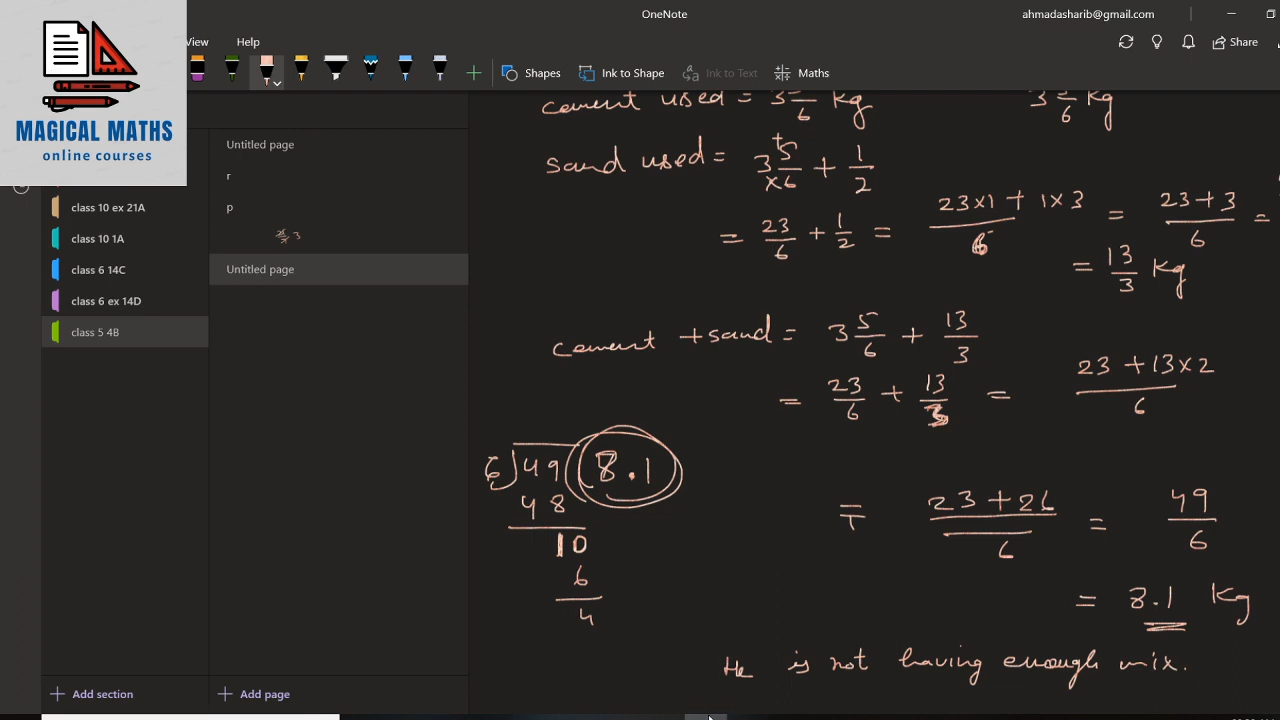 OneNote
ahmadasharib@gmail.com
View Help
Share
Shapes Ink to Shape Ink to Text Maths
MAGICAL MATHS
online courses
Untitled page
r
p
Untitled page
class 10 ex 21A
class 10 1A
class 6 14C
class 6 ex 14D
class 5 4B
Add section
Add page
cement used = 3 5/6 kg 3 5/6 kg
sand used = 3 5/6 + 1/2
= 23/6 + 1/2 = (23×1 + 1×3)/6 = (23+3)/6 =
= 13/3 kg
cement + sand = 3 5/6 + 13/3
= 23/6 + 13/3 = (23 + 13×2)/6
6)49(8.1
48
10
6
4
= (23+26)/6 = 49/6
= 8.1 kg
He is not having enough mix.